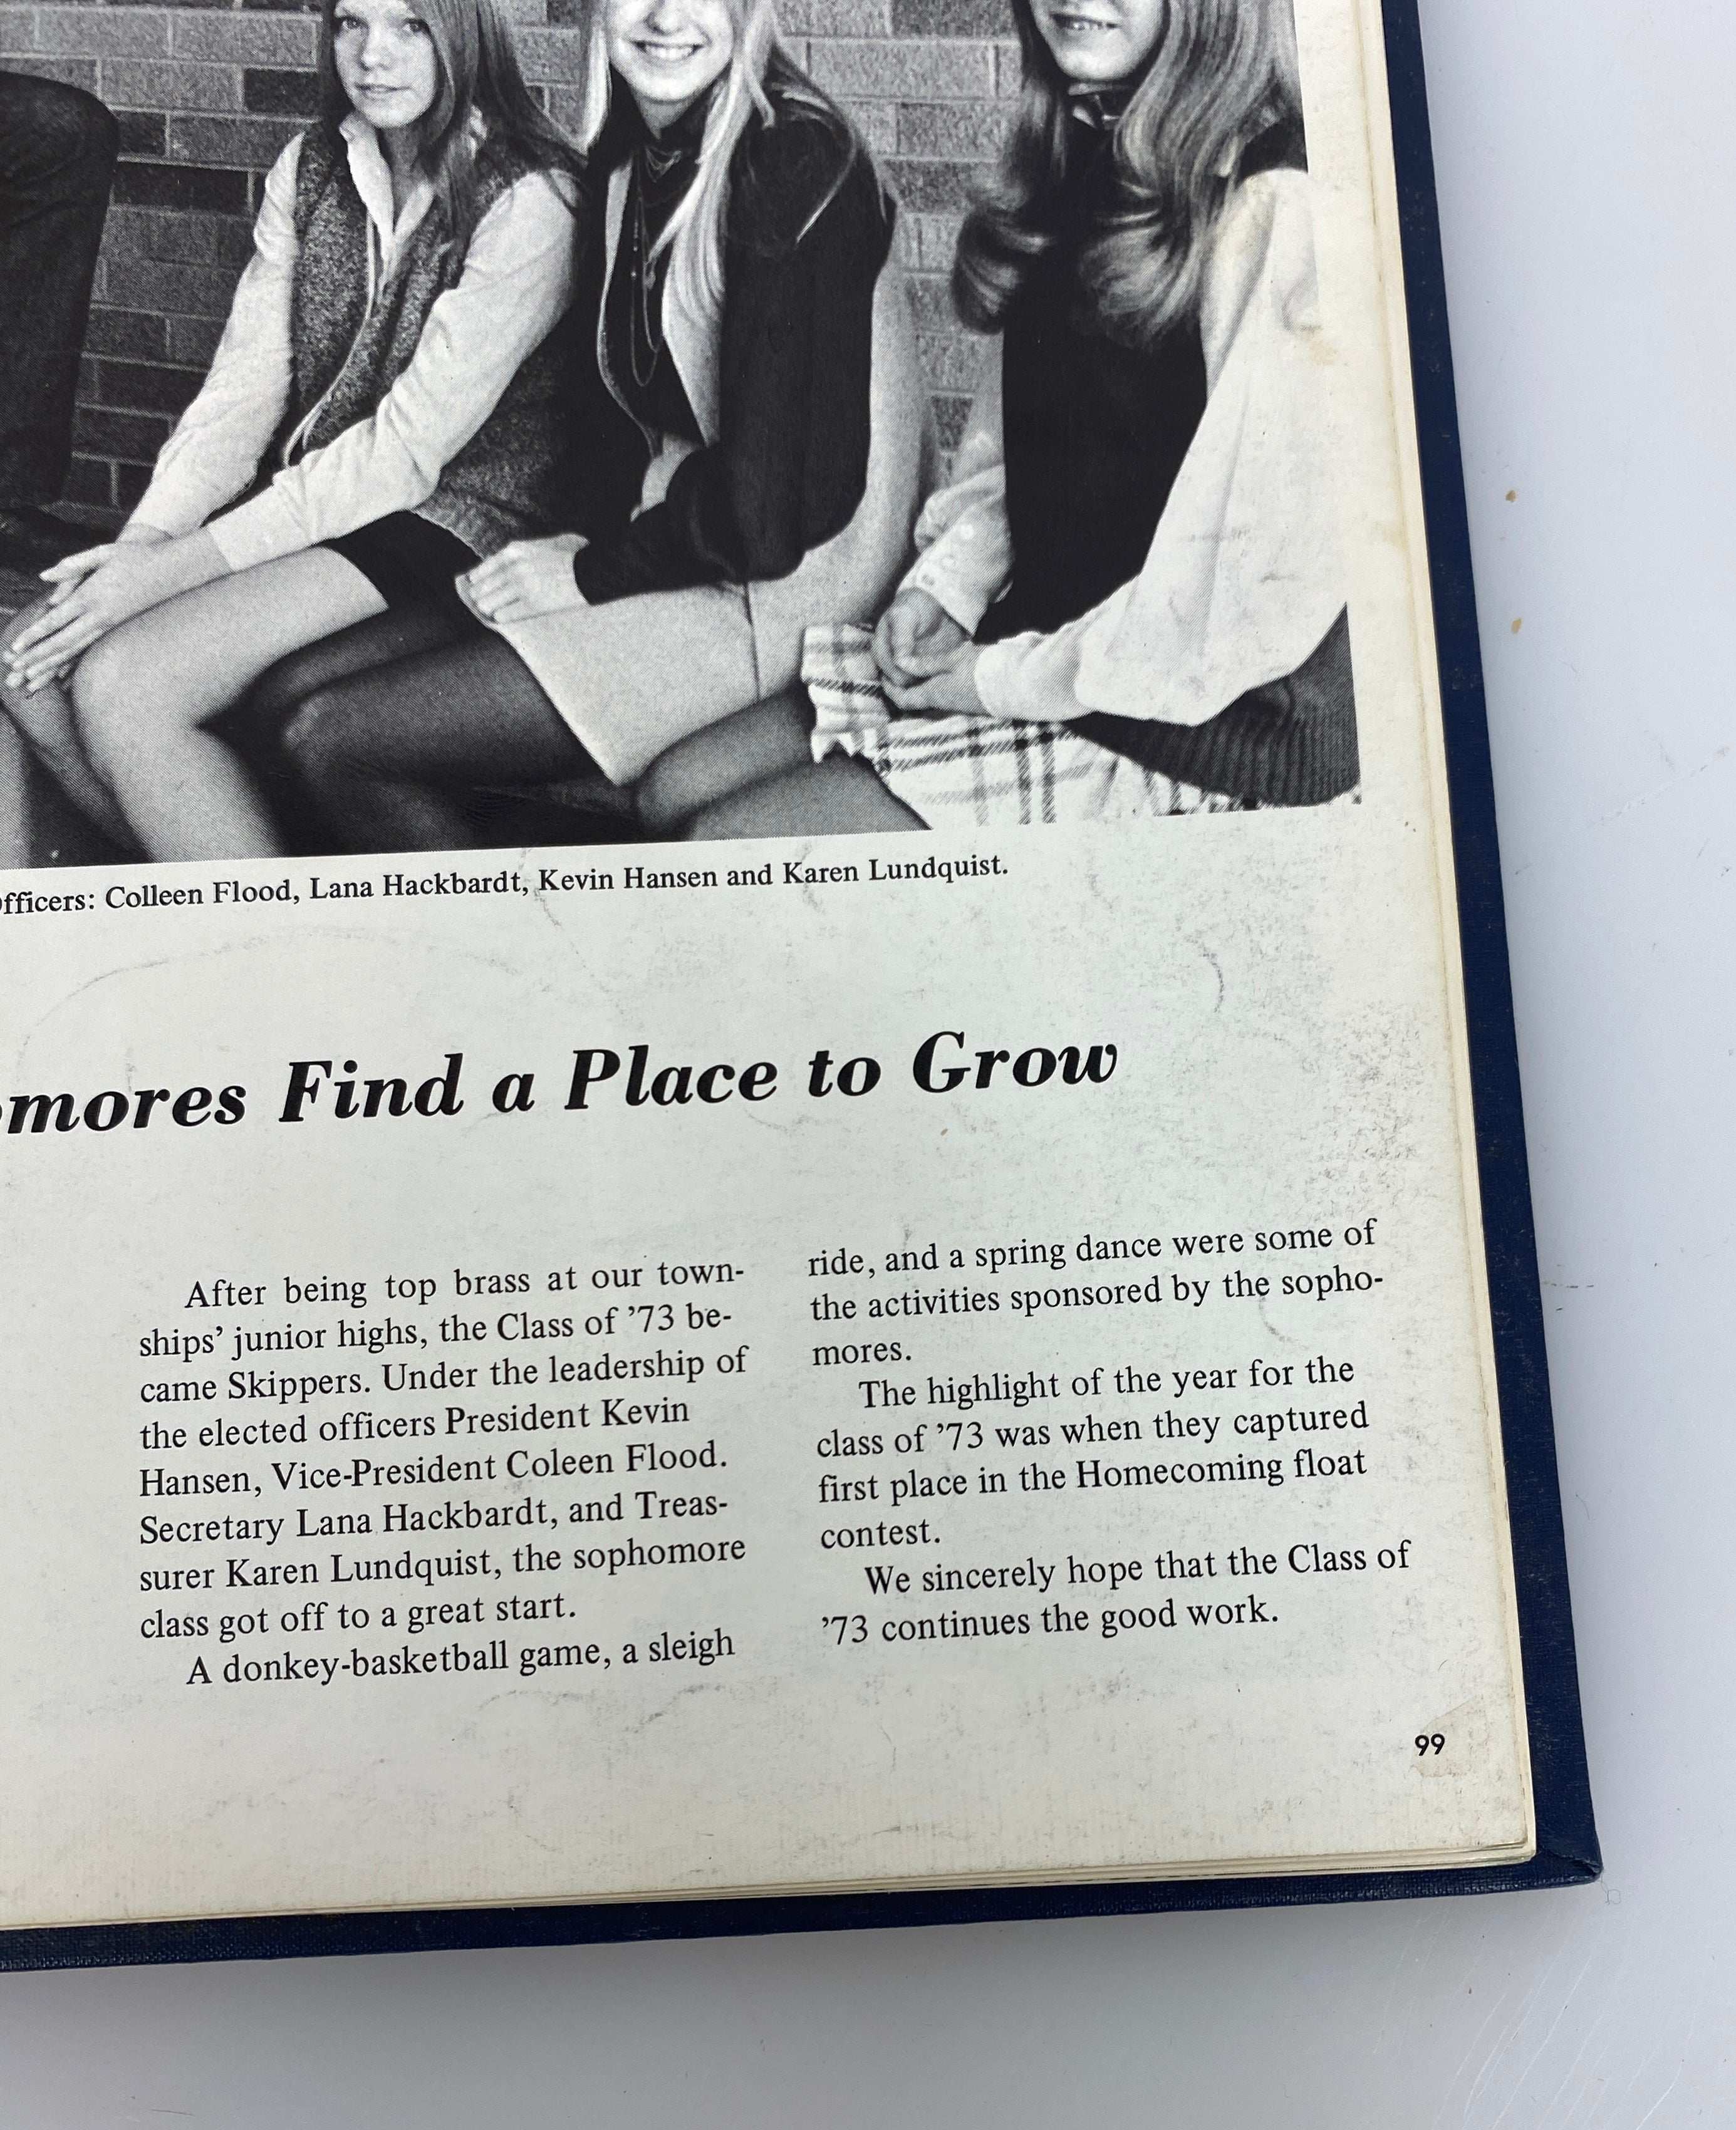 fficers: Colleen Flood, Lana Hackbardt, Kevin Hansen and Karen Lundquist.
mores Find a Place to Grow
After being top brass at our town-
ships' junior highs, the Class of '73 be-
came Skippers. Under the leadership of
the elected officers President Kevin
Hansen, Vice-President Coleen Flood.
Secretary Lana Hackbardt, and Treas-
surer Karen Lundquist, the sophomore
class got off to a great start.
A donkey-basketball game, a sleigh
ride, and a spring dance were some of
the activities sponsored by the sopho-
mores.
The highlight of the year for the
class of '73 was when they captured
first place in the Homecoming float
contest.
We sincerely hope that the Class of
'73 continues the good work.
99